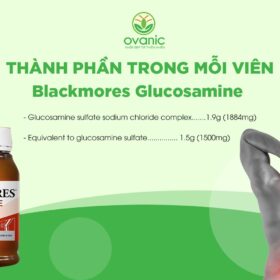 ovanic
THÀNH PHẦN TRONG MỖI VIÊN
Blackmores Glucosamine
- Glucosamine sulfate sodium chloride complex.......1.9g (1884mg)
- Equivalent to glucosamine sulfate............... 1.5g (1500mg)
RES
E